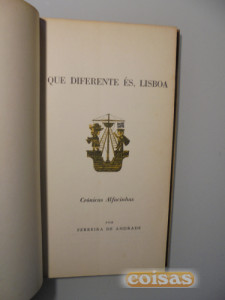 QUE DIFERENTE ÉS, LISBOA
Crónicas Alfacinhas
POR
FERREIRA DE ANDRADE
coisas